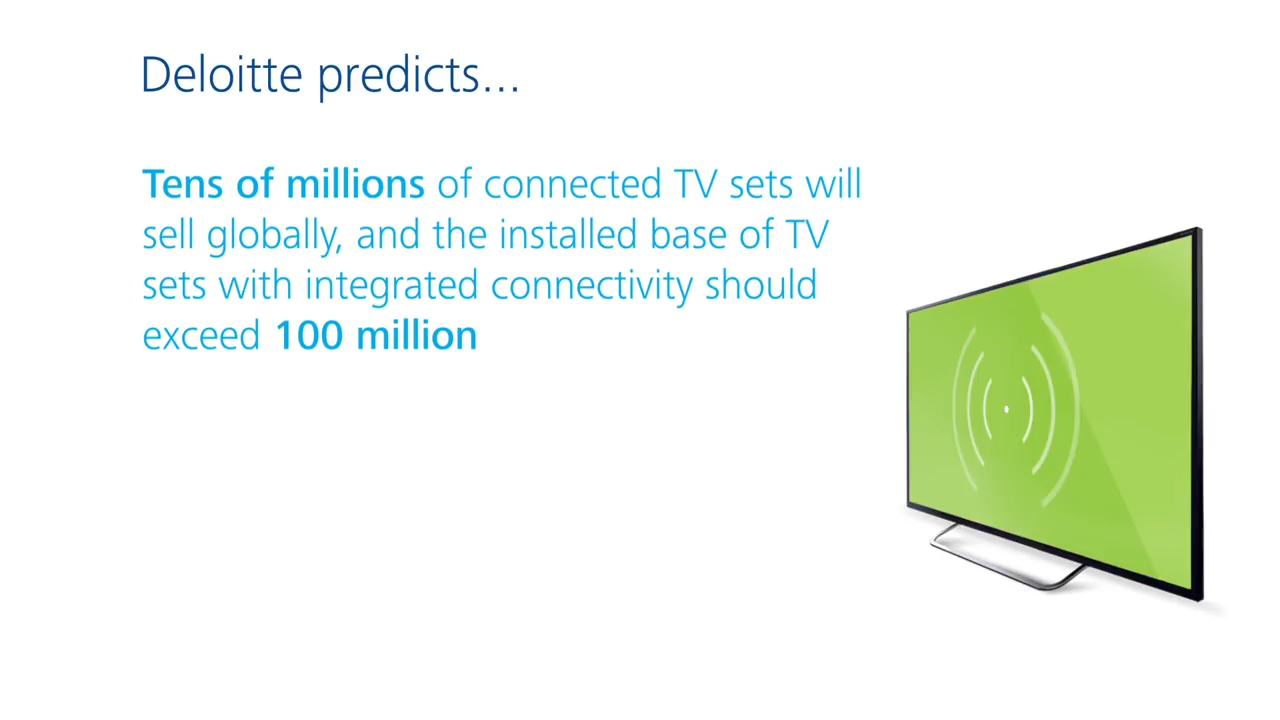 Deloitte predicts...
Tens of millions of connected TV sets will
sell globally, and the installed base of TV
sets with integrated connectivity should
exceed 100 million